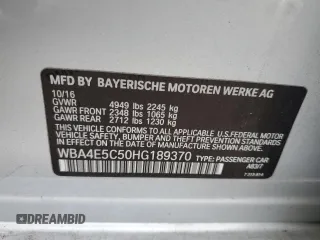 MFD BY BAYERISCHE MOTOREN WERKE AG
10/16
GVWR 4949 lbs 2245 kg
GAWR FRONT 2348 lbs 1065 kg
GAWR REAR 2712 lbs 1230 kg
THIS VEHICLE CONFORMS TO ALL APPLICABLE U.S. FEDERAL MOTOR
VEHICLE SAFETY, BUMPER, AND THEFT PREVENTION STANDARDS IN
EFFECT ON THE DATE OF MANUFACTURE SHOWN ABOVE.
WBA4E5C50HG189370 TYPE: PASSENGER CAR
AUTOBIDMASTER